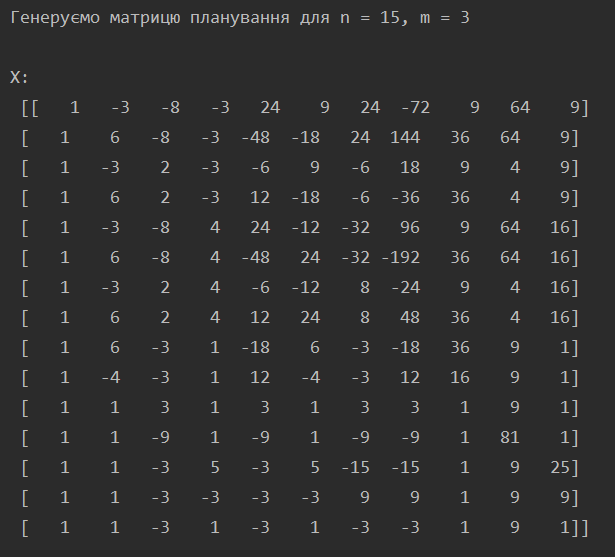 Генеруємо матрицю планування для n = 15, m = 3
X:
[[ 1 -3 -8 -3 24 9 24 -72 9 64 9]
[ 1 6 -8 -3 -48 -18 24 144 36 64 9]
[ 1 -3 2 -3 -6 9 -6 18 9 4 9]
[ 1 6 2 -3 12 -18 -6 -36 36 4 9]
[ 1 -3 -8 4 24 -12 -32 96 9 64 16]
[ 1 6 -8 4 -48 24 -32 -192 36 64 16]
[ 1 -3 2 4 -6 -12 8 -24 9 4 16]
[ 1 6 2 4 12 24 8 48 36 4 16]
[ 1 6 -3 1 -18 6 -3 -18 36 9 1]
[ 1 -4 -3 1 12 -4 -3 12 16 9 1]
[ 1 1 3 1 3 1 3 3 1 9 1]
[ 1 1 -9 1 -9 1 -9 -9 1 81 1]
[ 1 1 -3 5 -3 5 -15 -15 1 9 25]
[ 1 1 -3 -3 -3 -3 9 9 1 9 9]
[ 1 1 -3 1 -3 1 -3 -3 1 9 1]]